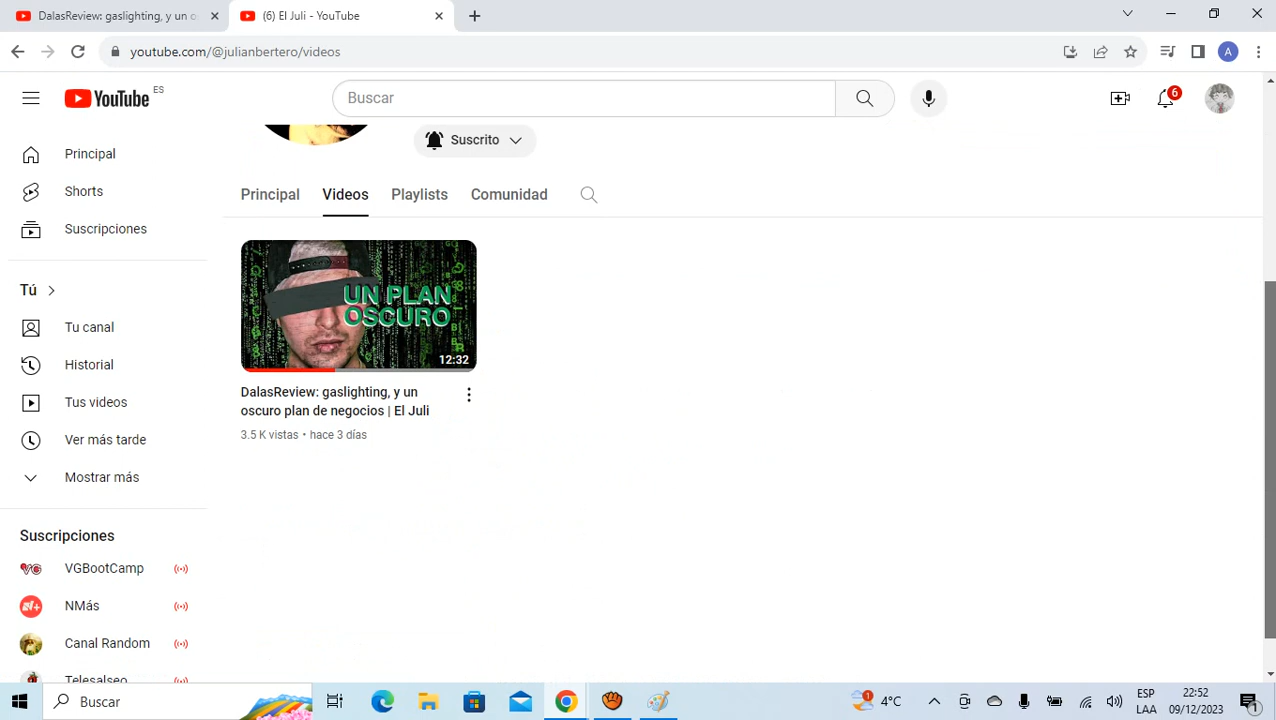 DalasReview: gaslighting, y un o
(6) El Juli - YouTube
youtube.com/@julianbertero/videos
YouTube ES
Buscar
6
Principal
Shorts
Suscripciones
Tú
Tu canal
Historial
Tus videos
Ver más tarde
Mostrar más
Suscripciones
VGBootCamp
NMás
Canal Random
Telesalseo
Suscrito
Principal Videos Playlists Comunidad
UN PLAN
OSCURO
12:32
DalasReview: gaslighting, y un
oscuro plan de negocios | El Juli
3.5 K vistas • hace 3 días
Buscar
4°C
ESP
LAA
22:52
09/12/2023